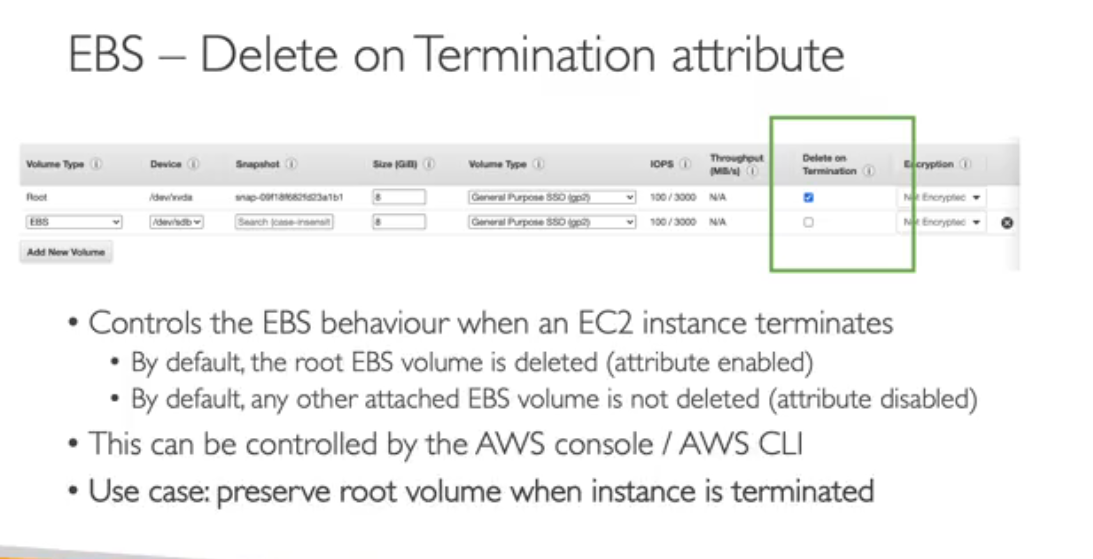 EBS – Delete on Termination attribute
Volume Type Device Snapshot Size (GiB) Volume Type IOPS Throughput (MB/s) Delete on Termination Encryption
Root /dev/xvda 8 General Purpose SSD (gp2) 100 / 3000 N/A Not Encrypted
EBS /dev/sdb Search (case-insensit 8 General Purpose SSD (gp2) 100 / 3000 N/A Not Encrypted
Add New Volume
• Controls the EBS behaviour when an EC2 instance terminates
• By default, the root EBS volume is deleted (attribute enabled)
• By default, any other attached EBS volume is not deleted (attribute disabled)
• This can be controlled by the AWS console / AWS CLI
• Use case: preserve root volume when instance is terminated